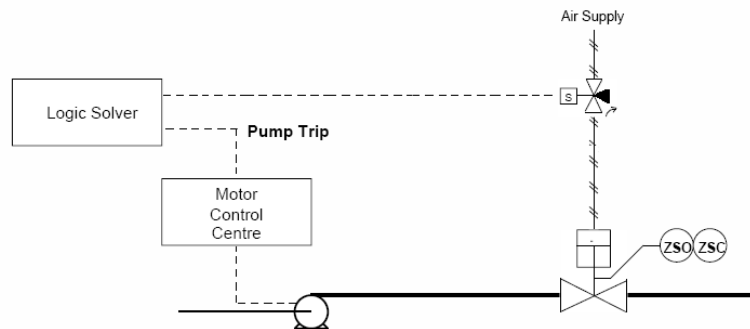 Air Supply
Logic Solver
S
Pump Trip
Motor
Control
Centre
ZSO ZSC